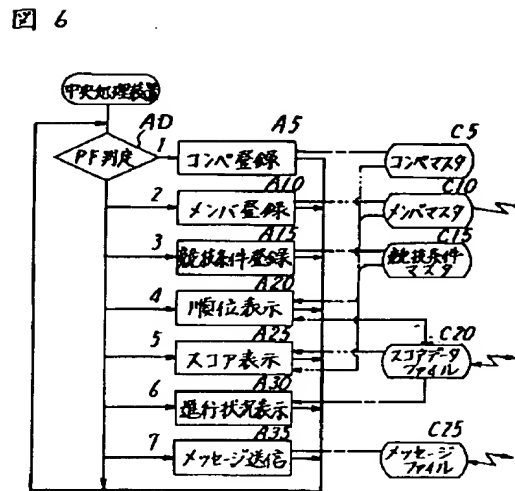 図 6
中央処理装置
AD
PF判定
1
A5
コンペ登録
C5
コンペマスタ
2
A10
メンバ登録
C10
メンバマスタ
3
A15
競技条件登録
C15
競技条件
マスタ
4
A20
順位表示
5
A25
スコア表示
C20
スコアデータ
ファイル
6
A30
進行状況表示
7
A35
メッセージ送信
C25
メッセージ
ファイル